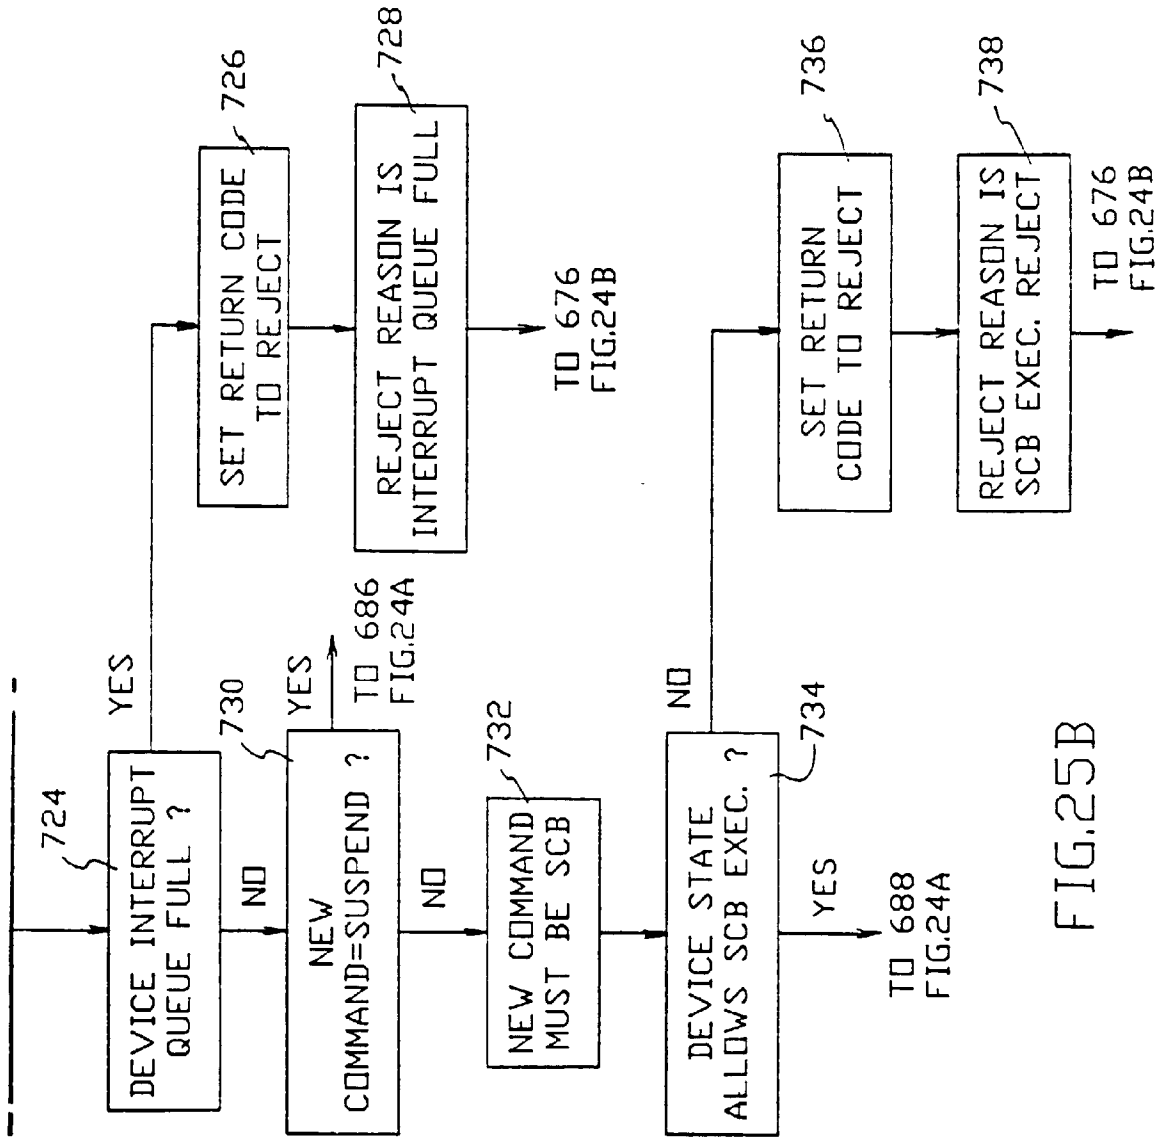 724
DEVICE INTERRUPT
QUEUE FULL ?
YES
726
SET RETURN CODE
TO REJECT
728
REJECT REASON IS
INTERRUPT QUEUE FULL
TO 676
FIG.24B
NO
730
NEW
COMMAND=SUSPEND ?
YES
TO 686
FIG.24A
NO
732
NEW COMMAND
MUST BE SCB
DEVICE STATE
ALLOWS SCB EXEC. ?
734
NO
736
SET RETURN
CODE TO REJECT
738
REJECT REASON IS
SCB EXEC. REJECT
TO 676
FIG.24B
YES
TO 688
FIG.24A
FIG.25B